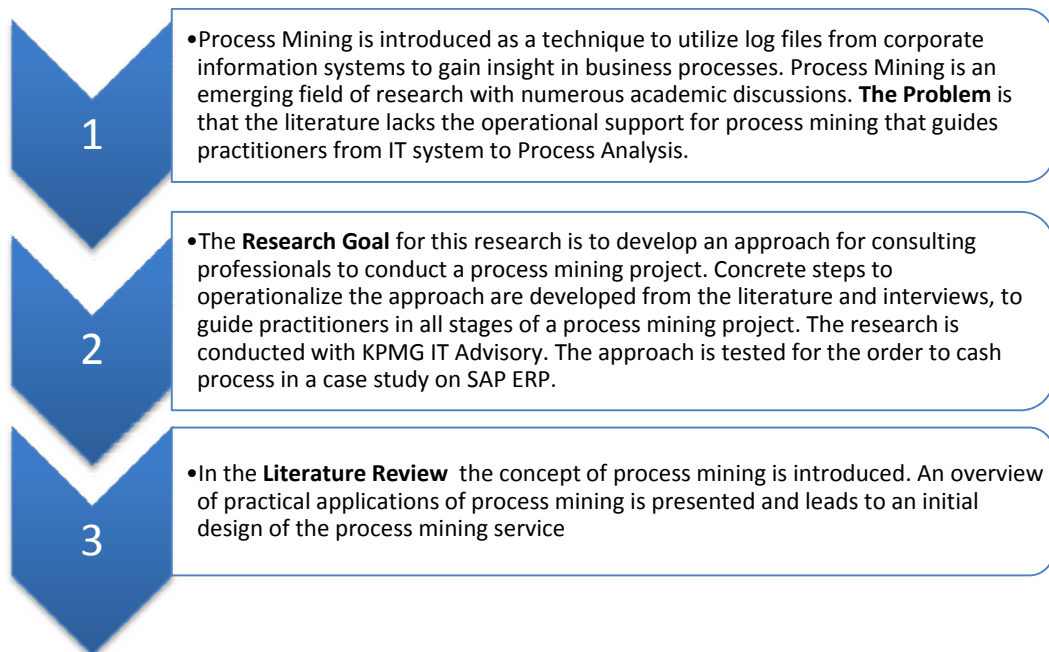 1
•Process Mining is introduced as a technique to utilize log files from corporate
information systems to gain insight in business processes. Process Mining is an
emerging field of research with numerous academic discussions. The Problem is
that the literature lacks the operational support for process mining that guides
practitioners from IT system to Process Analysis.
2
•The Research Goal for this research is to develop an approach for consulting
professionals to conduct a process mining project. Concrete steps to
operationalize the approach are developed from the literature and interviews, to
guide practitioners in all stages of a process mining project. The research is
conducted with KPMG IT Advisory. The approach is tested for the order to cash
process in a case study on SAP ERP.
3
•In the Literature Review the concept of process mining is introduced. An overview
of practical applications of process mining is presented and leads to an initial
design of the process mining service